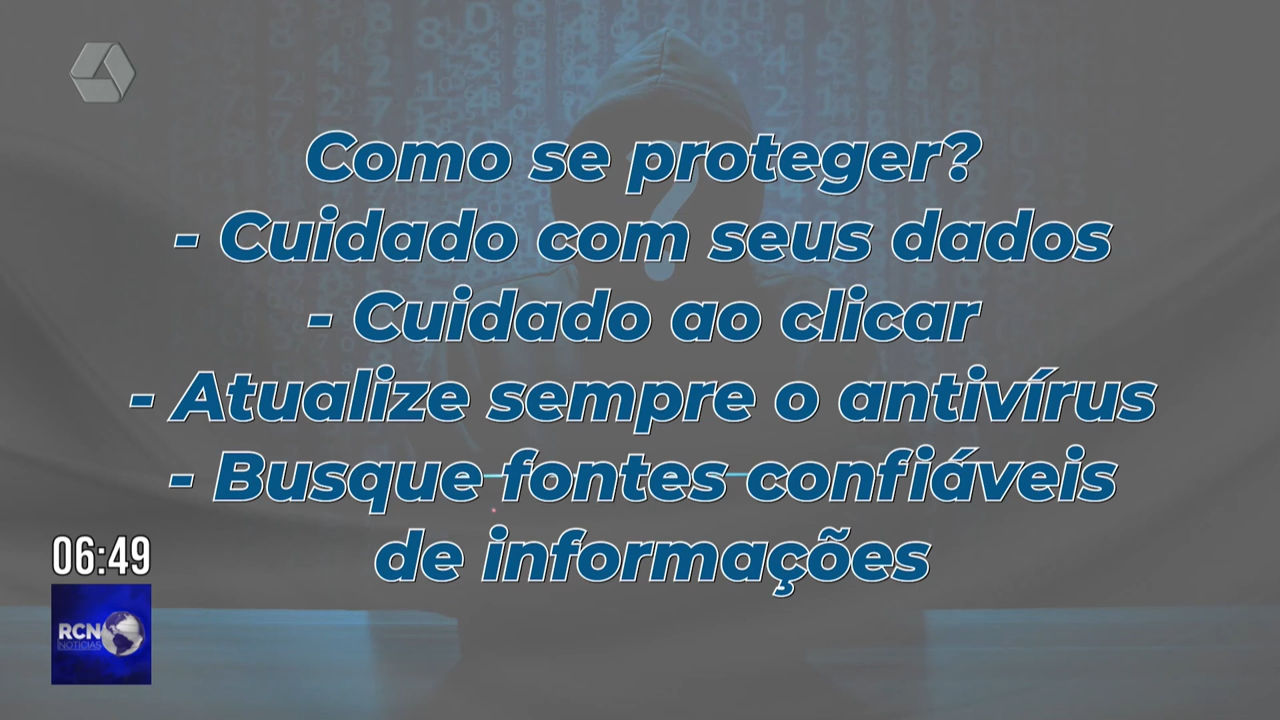 Como se proteger?
- Cuidado com seus dados
- Cuidado ao clicar
- Atualize sempre o antivírus
- Busque fontes confiáveis
de informações
06:49
RCN
NOTÍCIAS